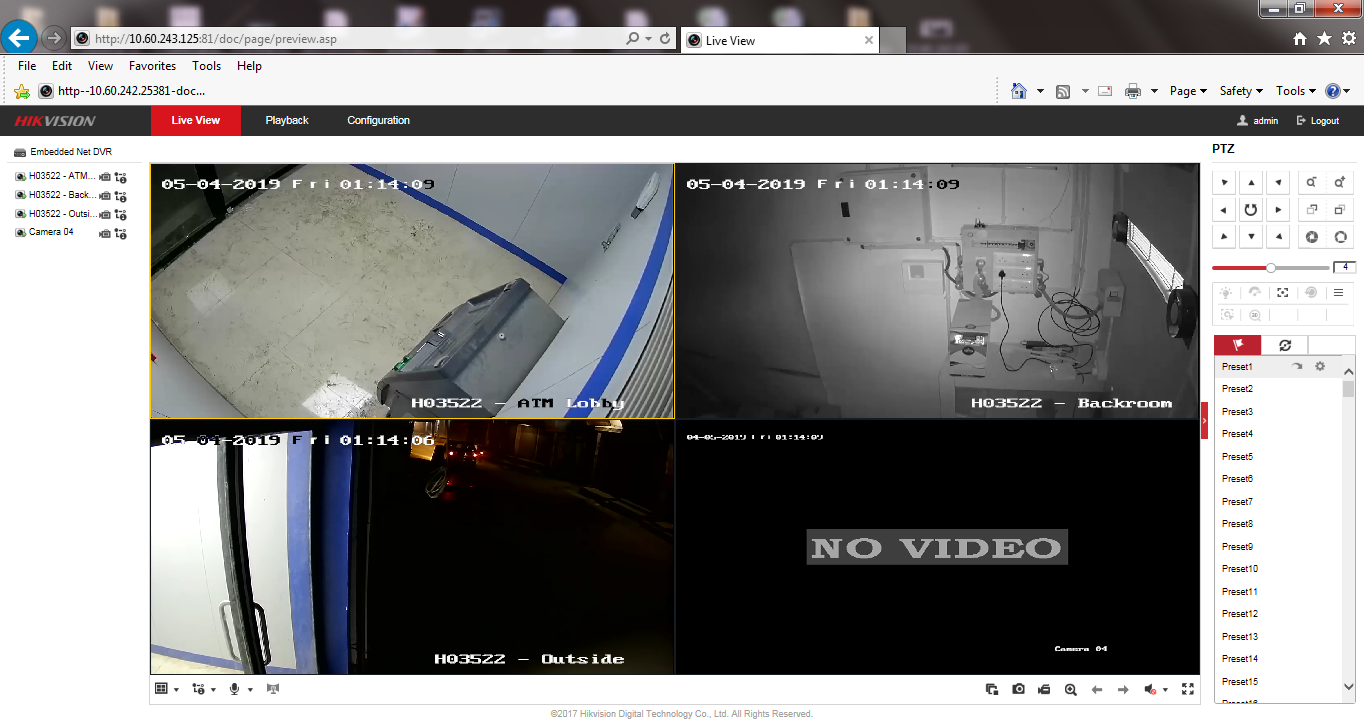 http://10.60.243.125:81/doc/page/preview.asp
Live View
File Edit View Favorites Tools Help
http--10.60.242.25381-doc...
Page Safety Tools
HIKVISION
Live View Playback Configuration
admin Logout
Embedded Net DVR
H03522 - ATM...
H03522 - Back...
H03522 - Outsi...
Camera 04
05-04-2019 Fri 01:14:09
H03522 - ATM Lobby
05-04-2019 Fri 01:14:09
H03522 - Backroom
05-04-2019 Fri 01:14:06
H03522 - Outside
04-05-2019 Fri 01:14:09
NO VIDEO
Camera 04
PTZ
4
Preset1
Preset2
Preset3
Preset4
Preset5
Preset6
Preset7
Preset8
Preset9
Preset10
Preset11
Preset12
Preset13
Preset14
Preset15
©2017 Hikvision Digital Technology Co., Ltd. All Rights Reserved.